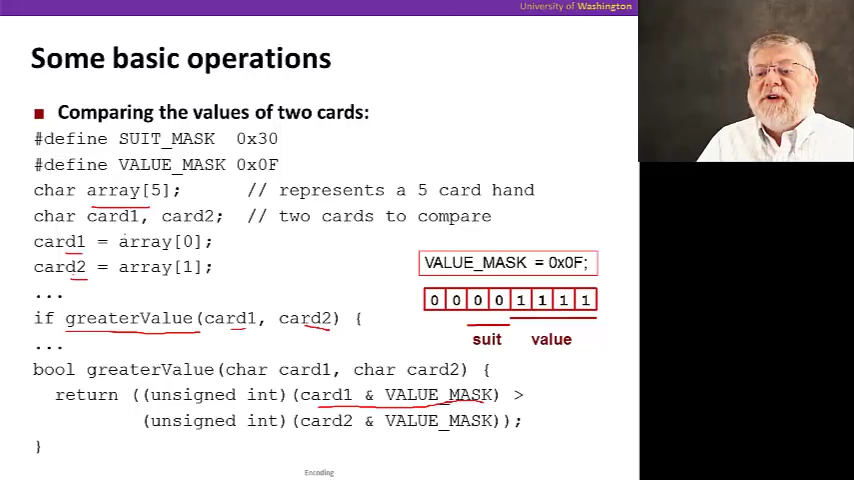 University of Washington
Some basic operations
Comparing the values of two cards:
#define SUIT_MASK 0x30
#define VALUE_MASK 0x0F
char array[5]; // represents a 5 card hand
char card1, card2; // two cards to compare
card1 = array[0];
card2 = array[1];
...
if greaterValue(card1, card2) {
...
bool greaterValue(char card1, char card2) {
return ((unsigned int)(card1 & VALUE_MASK) >
(unsigned int)(card2 & VALUE_MASK));
}
VALUE_MASK = 0x0F;
0 0 0 0 1 1 1 1
suit value
Encoding